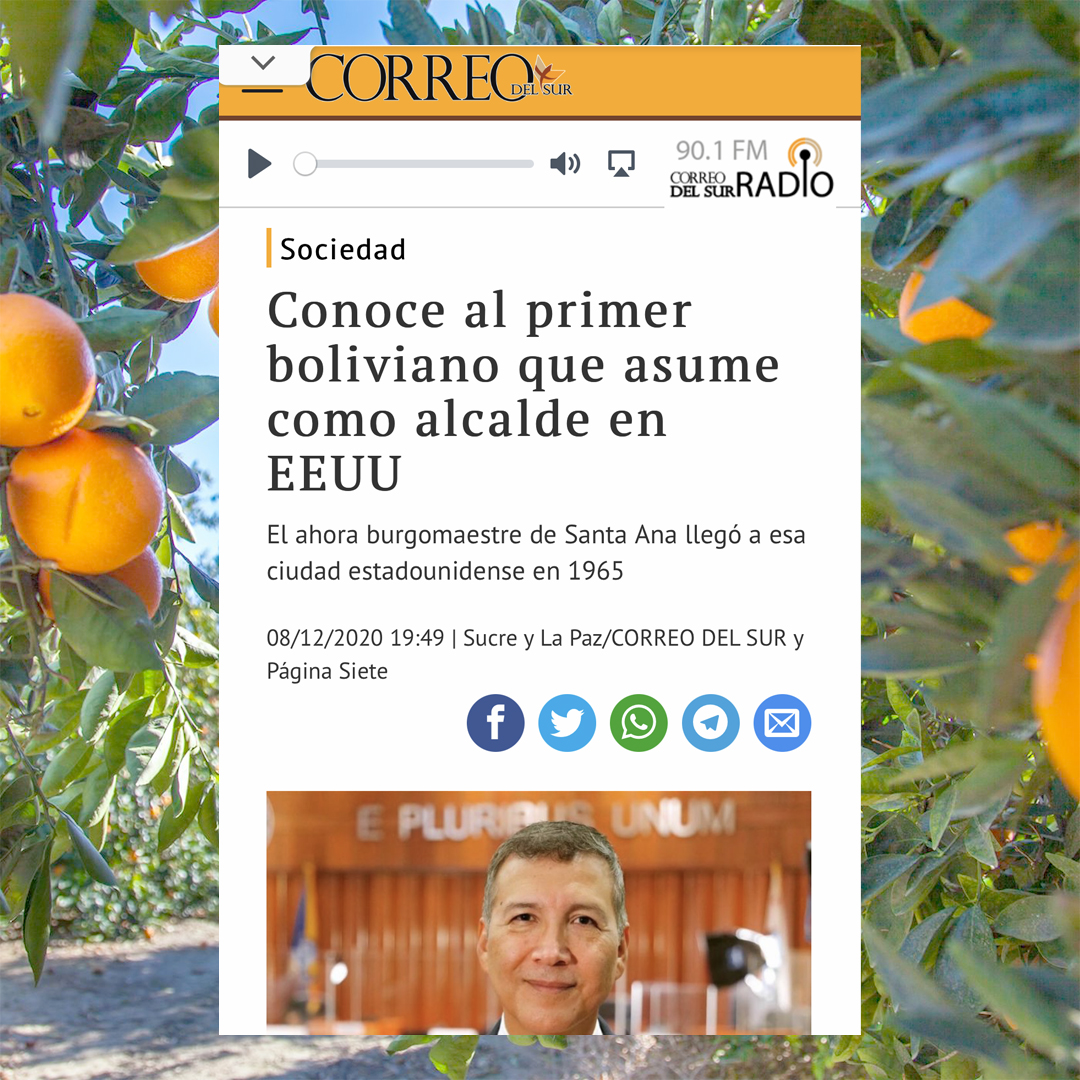 CORREO
DEL SUR
90.1 FM
CORREO
DEL SUR RADIO
Sociedad
Conoce al primer
boliviano que asume
como alcalde en
EEUU
El ahora burgomaestre de Santa Ana llegó a esa
ciudad estadounidense en 1965
08/12/2020 19:49 | Sucre y La Paz/CORREO DEL SUR y
Página Siete
E PLURIBUS UNUM